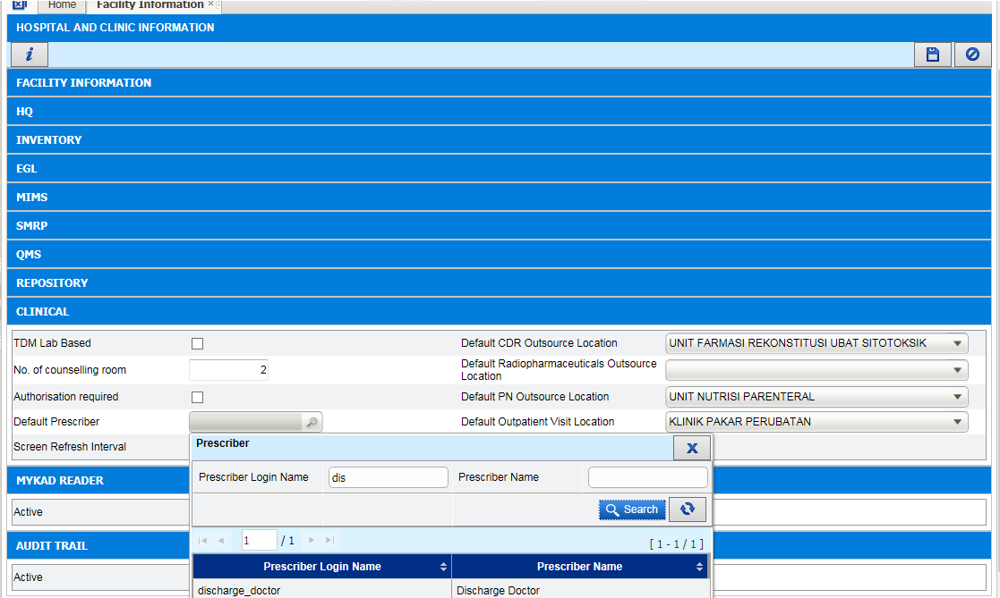 Home
Facility Information ×
HOSPITAL AND CLINIC INFORMATION
i
FACILITY INFORMATION
HQ
INVENTORY
EGL
MIMS
SMRP
QMS
REPOSITORY
CLINICAL
TDM Lab Based
Default CDR Outsource Location
UNIT FARMASI REKONSTITUSI UBAT SITOTOKSIK
No. of counselling room
2
Default Radiopharmaceuticals Outsource
Location
Authorisation required
Default PN Outsource Location
UNIT NUTRISI PARENTERAL
Default Prescriber
Default Outpatient Visit Location
KLINIK PAKAR PERUBATAN
Screen Refresh Interval
Prescriber
X
Prescriber Login Name
dis
Prescriber Name
Search
1 / 1
[ 1 - 1 / 1 ]
Prescriber Login Name
Prescriber Name
discharge_doctor
Discharge Doctor
MYKAD READER
Active
AUDIT TRAIL
Active